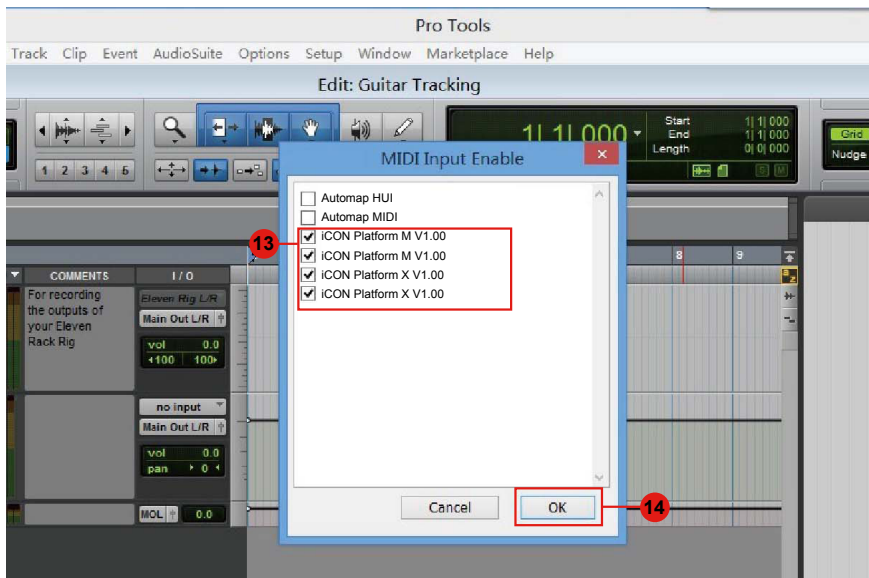 Pro Tools
Track Clip Event AudioSuite Options Setup Window Marketplace Help
Edit: Guitar Tracking
1 2 3 4 5
1| 1| 000
Start 1| 1| 000
End 1| 1| 000
Length 0| 0| 000
S M
Grid
Nudge
MIDI Input Enable
Automap HUI
Automap MIDI
13
iCON Platform M V1.00
iCON Platform M V1.00
iCON Platform X V1.00
iCON Platform X V1.00
Cancel OK
14
8 9
a z
COMMENTS I / O
For recording
the outputs of
your Eleven
Rack Rig
Eleven Rig L/R
Main Out L/R
vol 0.0
100 100
no input
Main Out L/R
vol 0.0
pan 0
MOL 0.0